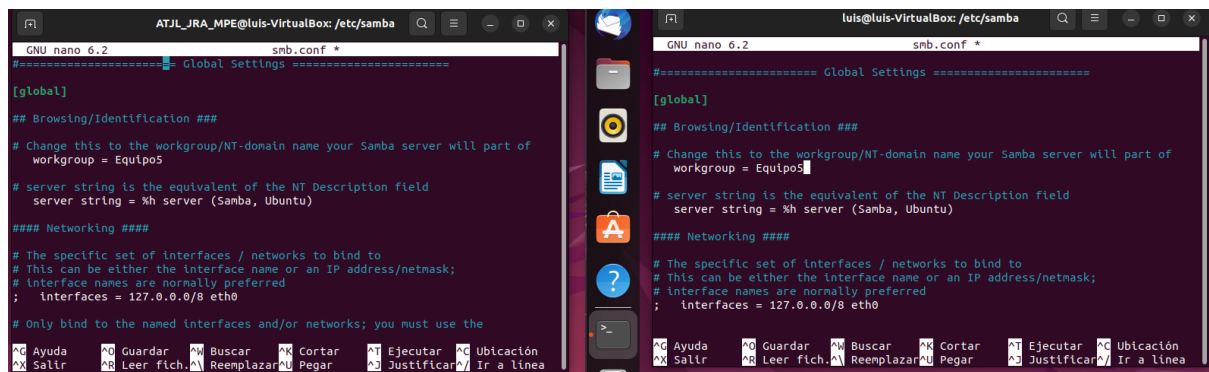 ATJL_JRA_MPE@luis-VirtualBox: /etc/samba
GNU nano 6.2 smb.conf *
#======================= Global Settings =======================
[global]
## Browsing/Identification ###
# Change this to the workgroup/NT-domain name your Samba server will part of
workgroup = Equipo5
# server string is the equivalent of the NT Description field
server string = %h server (Samba, Ubuntu)
#### Networking ####
# The specific set of interfaces / networks to bind to
# This can be either the interface name or an IP address/netmask;
# interface names are normally preferred
; interfaces = 127.0.0.0/8 eth0
# Only bind to the named interfaces and/or networks; you must use the
^G Ayuda ^O Guardar ^W Buscar ^K Cortar ^T Ejecutar ^C Ubicación
^X Salir ^R Leer fich. ^\ Reemplazar ^U Pegar ^J Justificar ^/ Ir a línea
luis@luis-VirtualBox: /etc/samba
GNU nano 6.2 smb.conf *
#======================= Global Settings =======================
[global]
## Browsing/Identification ###
# Change this to the workgroup/NT-domain name your Samba server will part of
workgroup = Equipo5
# server string is the equivalent of the NT Description field
server string = %h server (Samba, Ubuntu)
#### Networking ####
# The specific set of interfaces / networks to bind to
# This can be either the interface name or an IP address/netmask;
# interface names are normally preferred
; interfaces = 127.0.0.0/8 eth0
^G Ayuda ^O Guardar ^W Buscar ^K Cortar ^T Ejecutar ^C Ubicación
^X Salir ^R Leer fich. ^\ Reemplazar ^U Pegar ^J Justificar ^/ Ir a línea